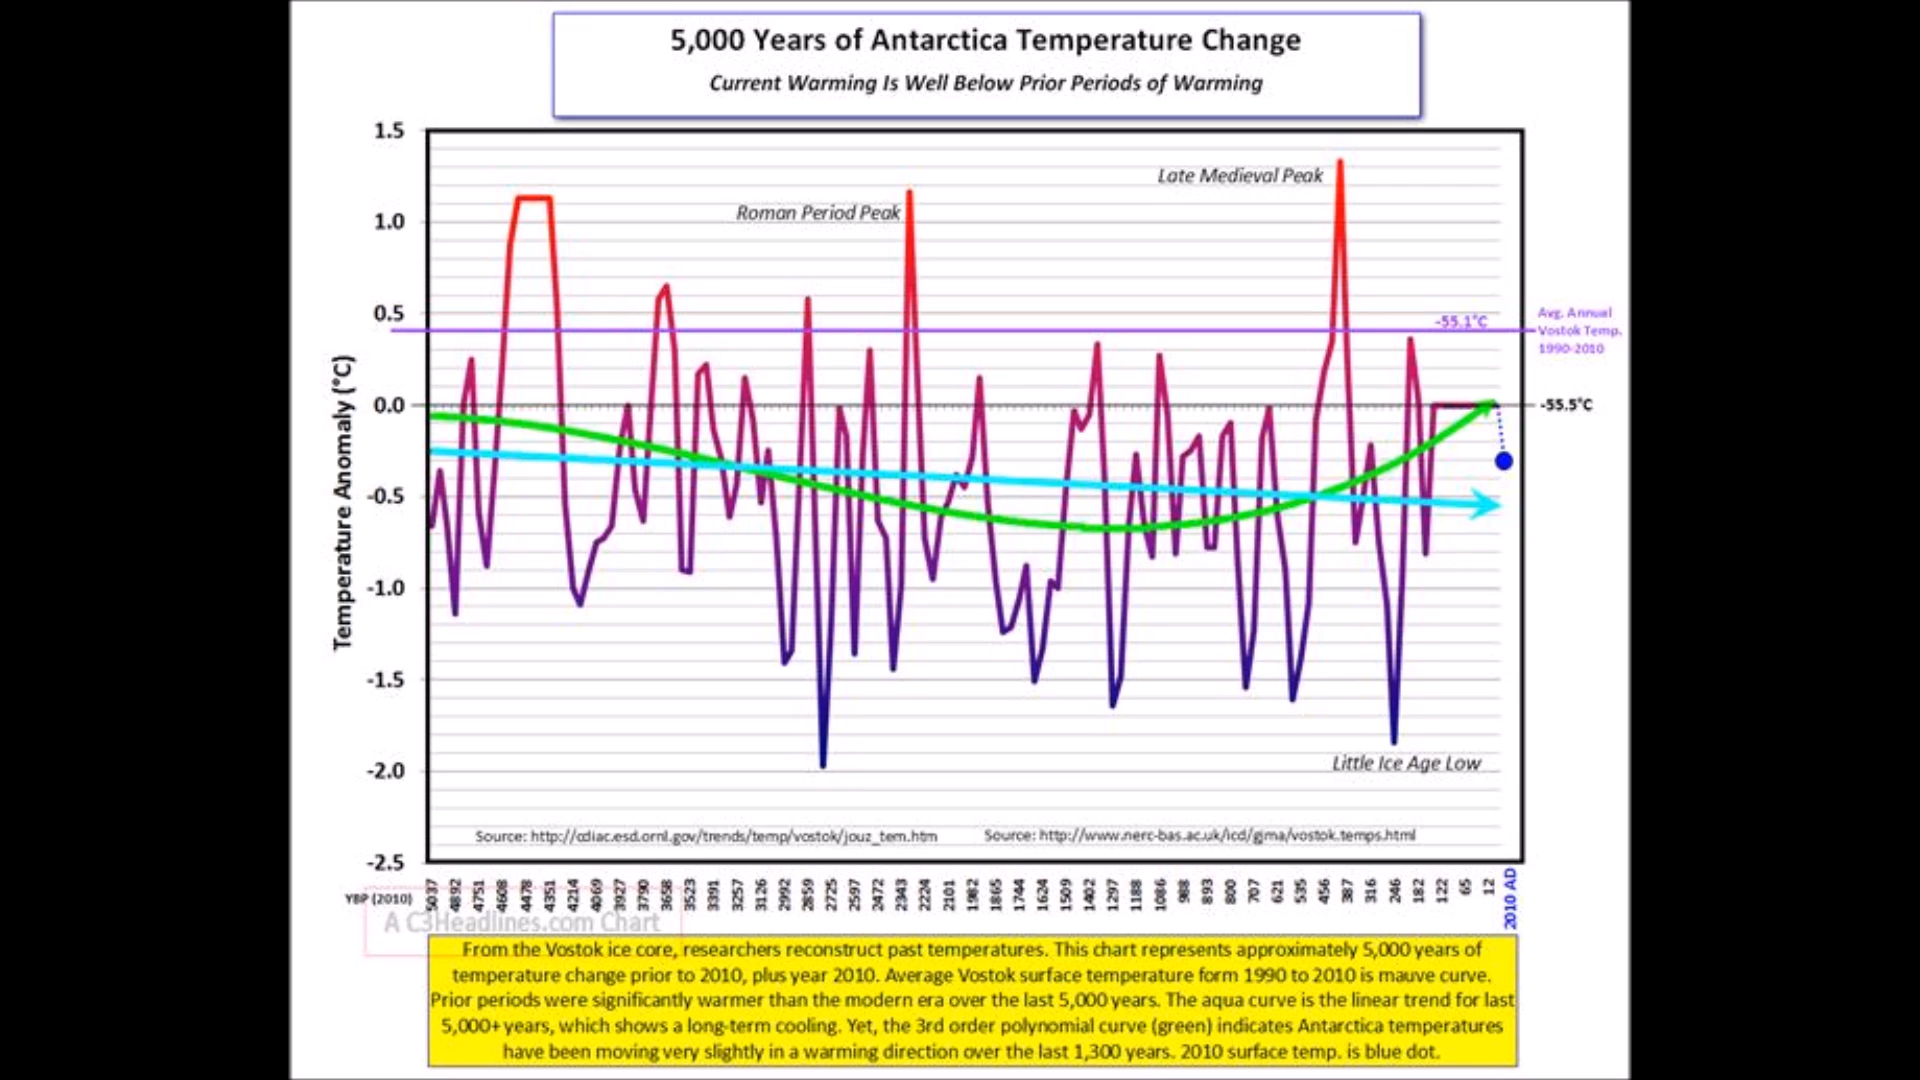 5,000 Years of Antarctica Temperature Change
Current Warming Is Well Below Prior Periods of Warming
1.5
1.0
0.5
0.0
-0.5
-1.0
-1.5
-2.0
-2.5
Temperature Anomaly (°C)
Roman Period Peak
Late Medieval Peak
-55.1°C
Avg. Annual
Vostok Temp.
1990-2010
-55.5°C
Little Ice Age Low
Source: http://cdiac.esd.ornl.gov/trends/temp/vostok/jouz_tem.htm
Source: http://www.nerc-bas.ac.uk/icd/gjma/vostok.temps.html
YBP (2010)
5037
4892
4751
4608
4478
4351
4214
4069
3927
3790
3658
3523
3391
3257
3126
2992
2859
2725
2597
2472
2343
2224
2101
1982
1865
1744
1624
1509
1402
1297
1188
1086
988
893
800
707
621
535
456
387
316
246
182
122
65
12
2010 AD
A C3Headlines.com Chart
From the Vostok ice core, researchers reconstruct past temperatures. This chart represents approximately 5,000 years of
temperature change prior to 2010, plus year 2010. Average Vostok surface temperature form 1990 to 2010 is mauve curve.
Prior periods were significantly warmer than the modern era over the last 5,000 years. The aqua curve is the linear trend for last
5,000+ years, which shows a long-term cooling. Yet, the 3rd order polynomial curve (green) indicates Antarctica temperatures
have been moving very slightly in a warming direction over the last 1,300 years. 2010 surface temp. is blue dot.